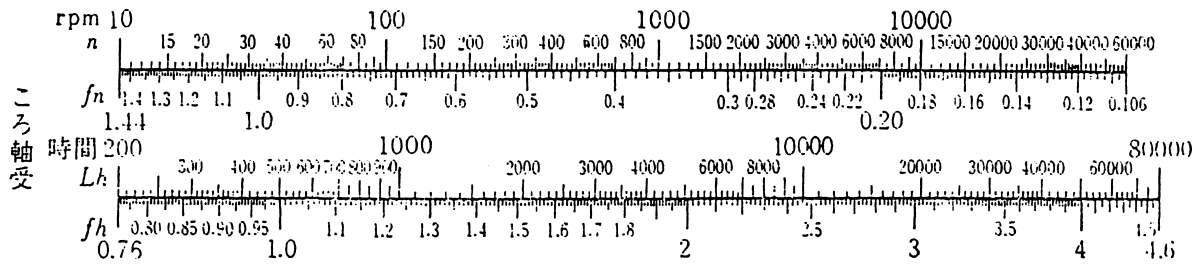 rpm 10 100 1000 10000
n 15 20 30 40 60 80 150 200 300 400 600 800 1500 2000 3000 4000 6000 8000 15000 20000 30000 40000 60000
fn 1.4 1.3 1.2 1.1 0.9 0.8 0.7 0.6 0.5 0.4 0.3 0.28 0.24 0.22 0.18 0.16 0.14 0.12 0.106
1.44 1.0 0.20
ころ軸受
時間 200 1000 10000 80000
Lh 300 400 500 600 700 800 900 2000 3000 4000 6000 8000 20000 30000 40000 60000
fh 0.80 0.85 0.90 0.95 1.1 1.2 1.3 1.4 1.5 1.6 1.7 1.8 2.5 3.5 4.5
0.76 1.0 2 3 4 4.6